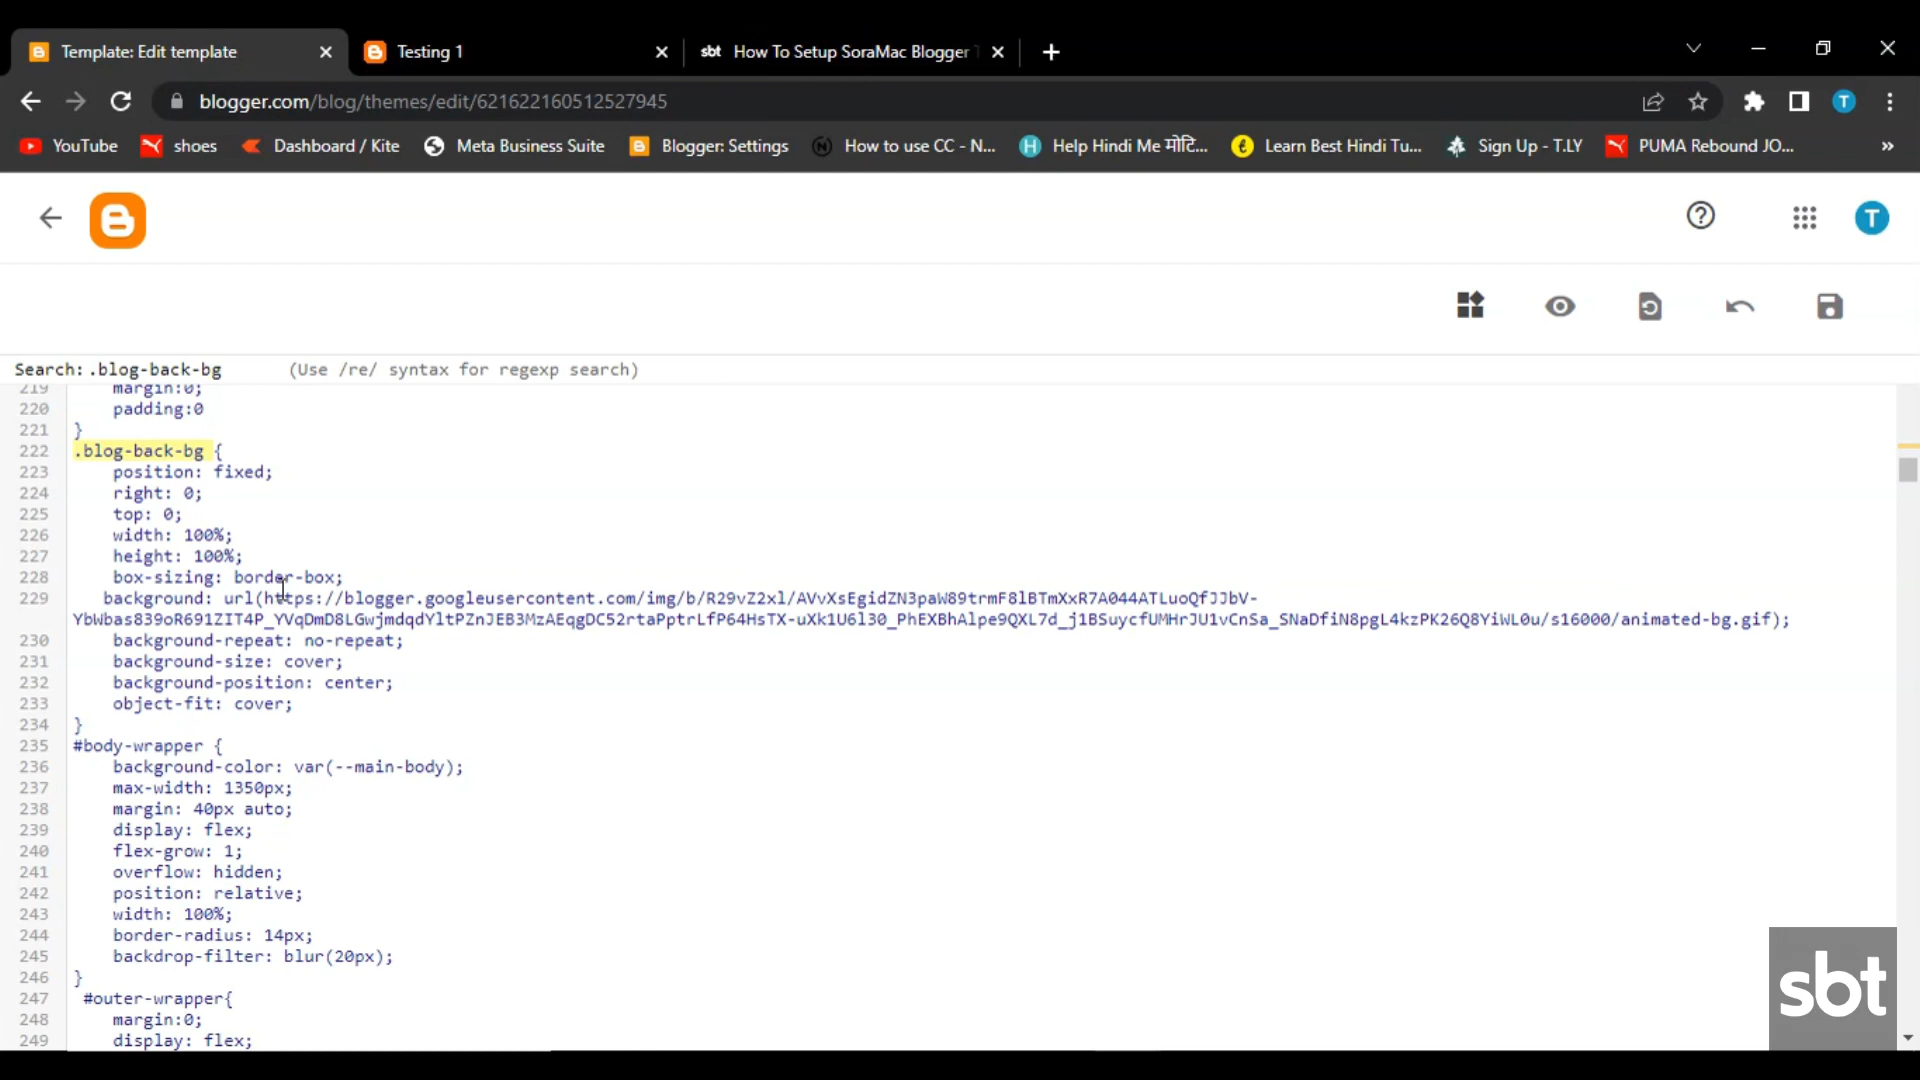 Template: Edit template
Testing 1
sbt How To Setup SoraMac Blogger
blogger.com/blog/themes/edit/621622160512527945
T
YouTube
shoes
Dashboard / Kite
Meta Business Suite
Blogger: Settings
How to use CC - N...
H
Help Hindi Me मोटि...
Learn Best Hindi Tu...
Sign Up - T.LY
PUMA Rebound JO...
T
Search: .blog-back-bg (Use /re/ syntax for regexp search)
219 margin:0;
220 padding:0
221 }
222 .blog-back-bg {
223 position: fixed;
224 right: 0;
225 top: 0;
226 width: 100%;
227 height: 100%;
228 box-sizing: border-box;
229 background: url(https://blogger.googleusercontent.com/img/b/R29vZ2xl/AVvXsEgidZN3paW89trmF8lBTmXxR7A044ATLuoQfJJbV-
YbWbas839oR691ZIT4P_YVqDmD8LGwjmdqdYltPZnJEB3MzAEqgDC52rtaPptrLfP64HsTX-uXk1U6l30_PhEXBhAlpe9QXL7d_j1BSuycfUMHrJU1vCnSa_SNaDfiN8pgL4kzPK26Q8YiWL0u/s16000/animated-bg.gif);
230 background-repeat: no-repeat;
231 background-size: cover;
232 background-position: center;
233 object-fit: cover;
234 }
235 #body-wrapper {
236 background-color: var(--main-body);
237 max-width: 1350px;
238 margin: 40px auto;
239 display: flex;
240 flex-grow: 1;
241 overflow: hidden;
242 position: relative;
243 width: 100%;
244 border-radius: 14px;
245 backdrop-filter: blur(20px);
246 }
247 #outer-wrapper{
248 margin:0;
249 display: flex;
sbt